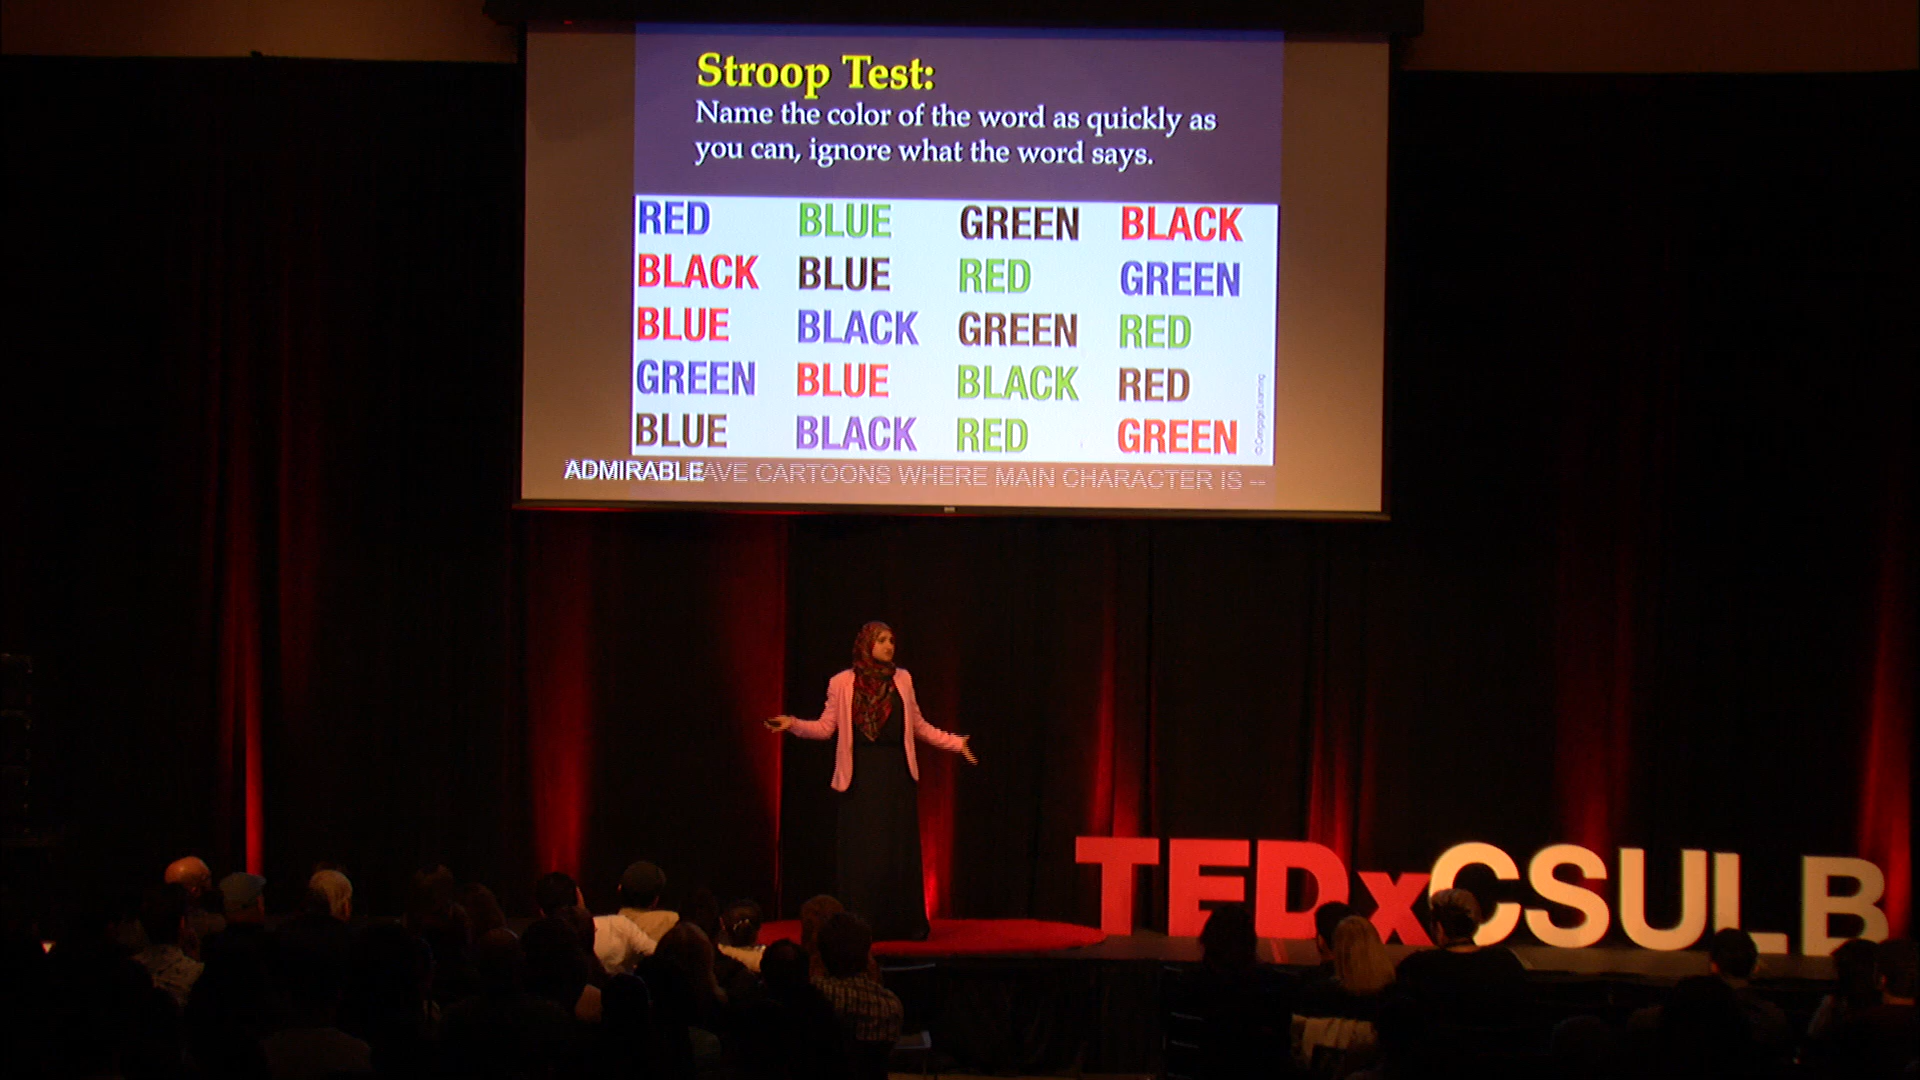 Stroop Test:
Name the color of the word as quickly as
you can, ignore what the word says.
RED BLUE GREEN BLACK
BLACK BLUE RED GREEN
BLUE BLACK GREEN RED
GREEN BLUE BLACK RED
BLUE BLACK RED GREEN
© Cengage Learning
ADMIRABLE AVE CARTOONS WHERE MAIN CHARACTER IS --
TEDxCSULB